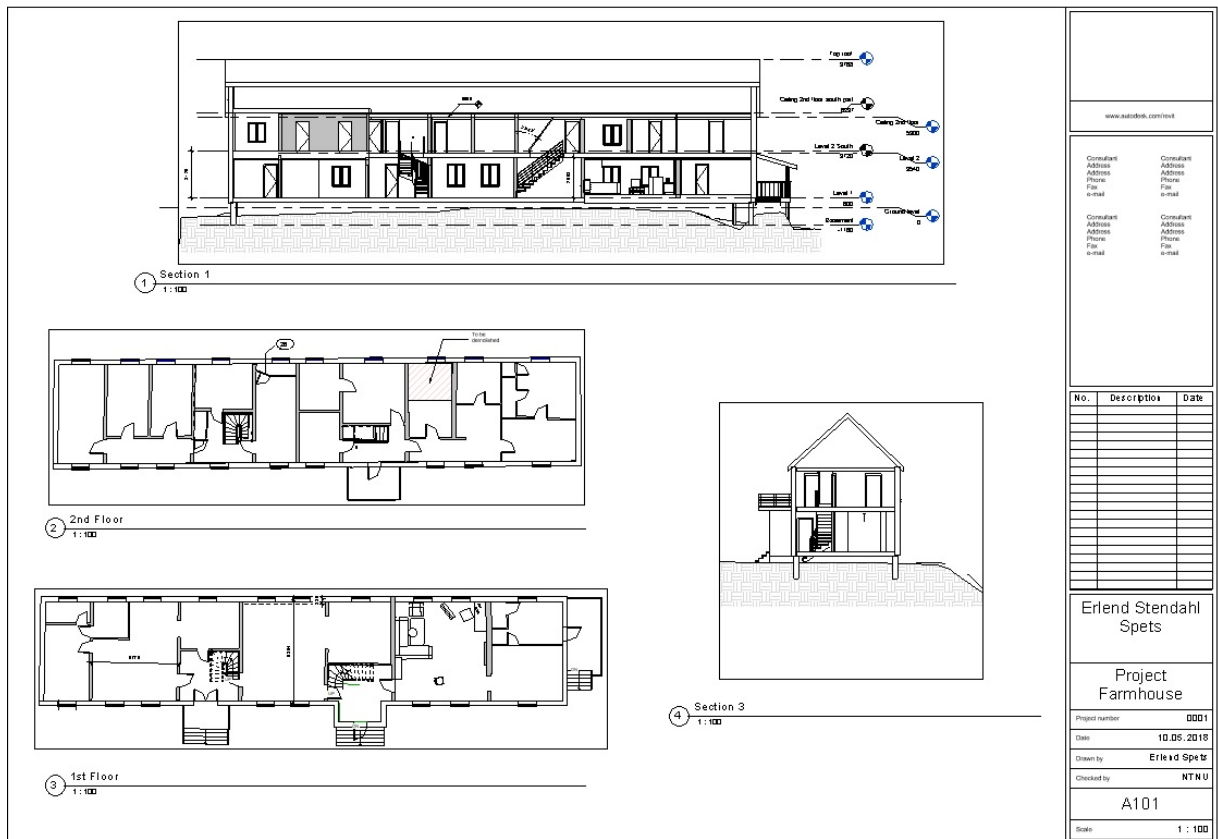 Top roof
Ceiling 2nd floor south part
Ceiling 2nd floor
5900
Level 2 South
3720
Level 2
3540
Level 1
600
Ground level
0
Basement
-1160
1
Section 1
1 : 100
To be
demolished
2
2nd Floor
1 : 100
3
1st Floor
1 : 100
4
Section 3
1 : 100
www.autodesk.com/revit
Consultant Consultant
Address Address
Address Address
Phone Phone
Fax Fax
e-mail e-mail
Consultant Consultant
Address Address
Address Address
Phone Phone
Fax Fax
e-mail e-mail
No. Description Date
Erlend Stendahl
Spets
Project
Farmhouse
Project number 0001
Date 10.05.2018
Drawn by Erlend Spets
Checked by NTNU
A101
Scale 1 : 100